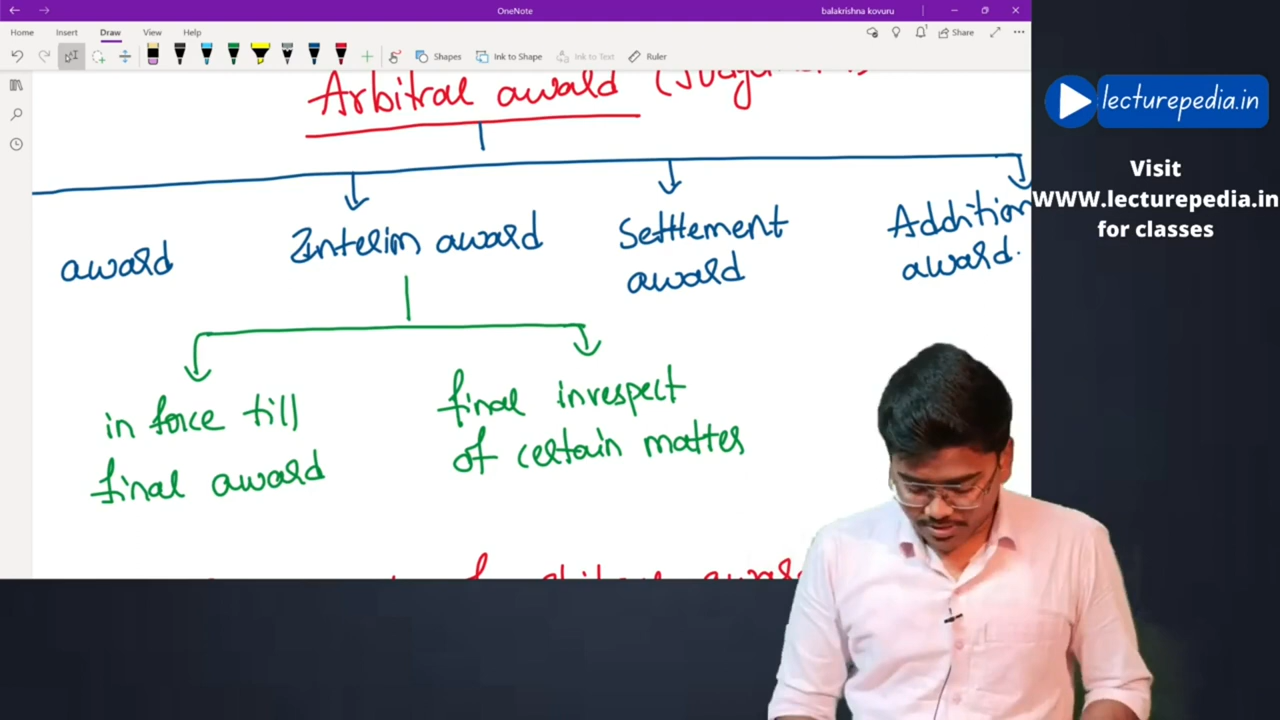 OneNote
balakrishna kovuru
Home Insert Draw View Help
Share
Shapes Ink to Shape Ink to Text Ruler
Arbitral award
award
Interim award
Settlement
award
Addition
award.
in force till
final award
final inrespect
of certain matter
lecturepedia.in
Visit
WWW.lecturepedia.in
for classes